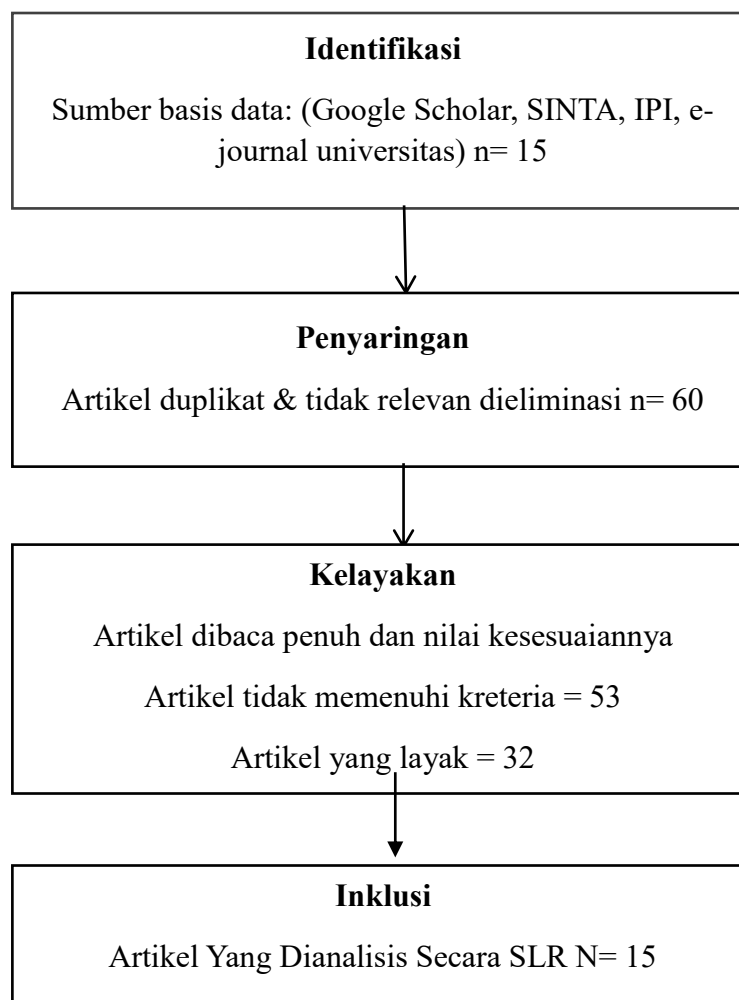 Identifikasi
Sumber basis data: (Google Scholar, SINTA, IPI, e-
journal universitas) n= 15
Penyaringan
Artikel duplikat & tidak relevan dieliminasi n= 60
Kelayakan
Artikel dibaca penuh dan nilai kesesuaiannya
Artikel tidak memenuhi kreteria = 53
Artikel yang layak = 32
Inklusi
Artikel Yang Dianalisis Secara SLR N= 15